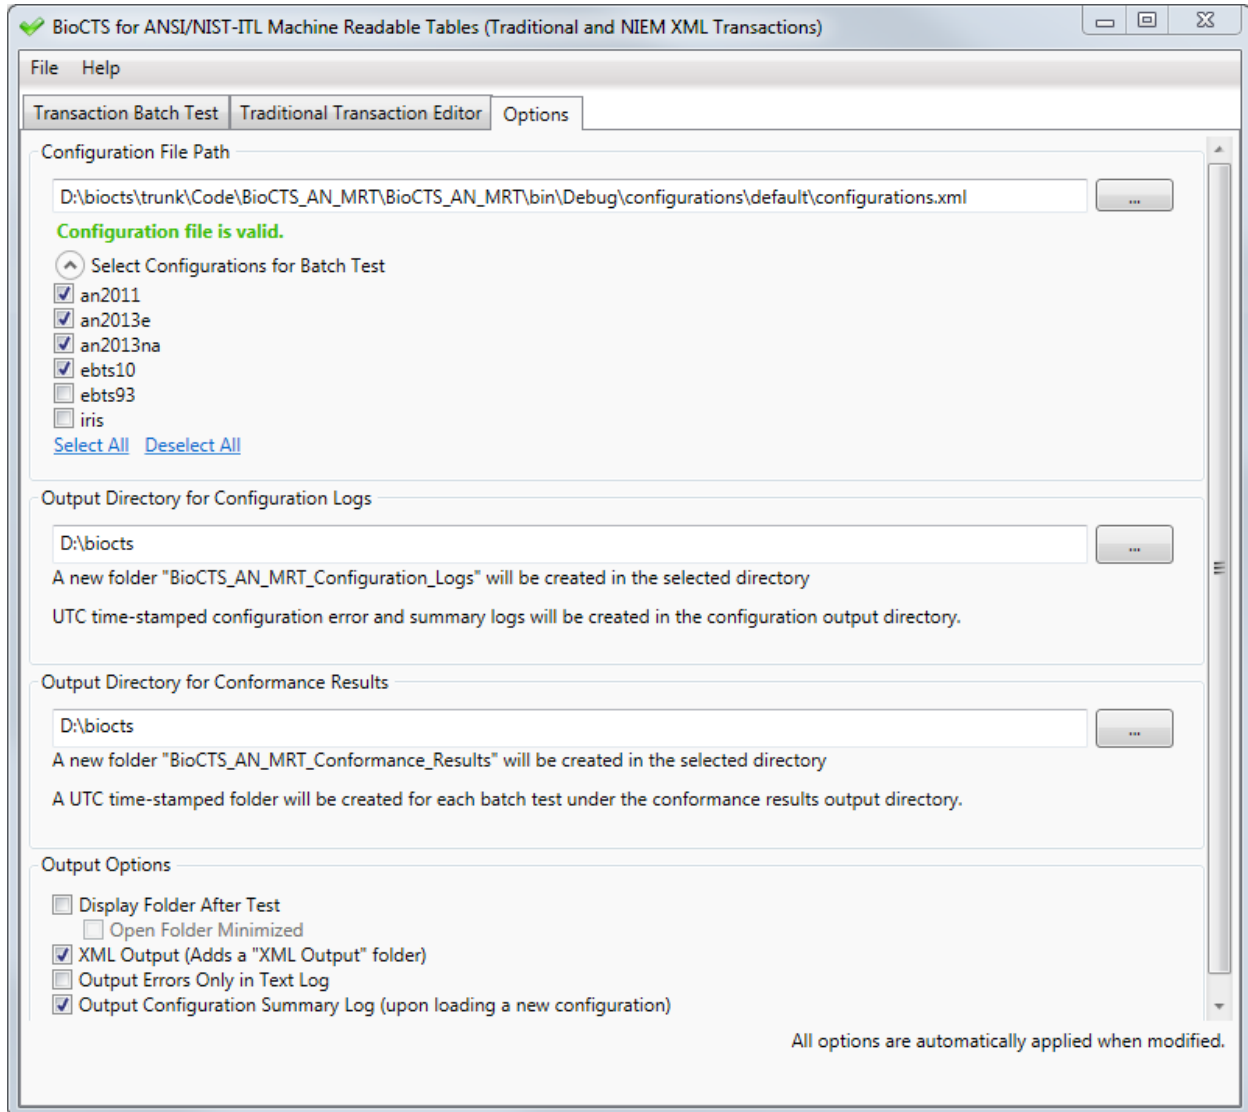 BioCTS for ANSI/NIST-ITL Machine Readable Tables (Traditional and NIEM XML Transactions)
File Help
Transaction Batch Test Traditional Transaction Editor Options
Configuration File Path
D:\biocts\trunk\Code\BioCTS_AN_MRT\BioCTS_AN_MRT\bin\Debug\configurations\default\configurations.xml
...
Configuration file is valid.
Select Configurations for Batch Test
an2011
an2013e
an2013na
ebts10
ebts93
iris
Select All Deselect All
Output Directory for Configuration Logs
D:\biocts
...
A new folder "BioCTS_AN_MRT_Configuration_Logs" will be created in the selected directory
UTC time-stamped configuration error and summary logs will be created in the configuration output directory.
Output Directory for Conformance Results
D:\biocts
...
A new folder "BioCTS_AN_MRT_Conformance_Results" will be created in the selected directory
A UTC time-stamped folder will be created for each batch test under the conformance results output directory.
Output Options
Display Folder After Test
Open Folder Minimized
XML Output (Adds a "XML Output" folder)
Output Errors Only in Text Log
Output Configuration Summary Log (upon loading a new configuration)
All options are automatically applied when modified.